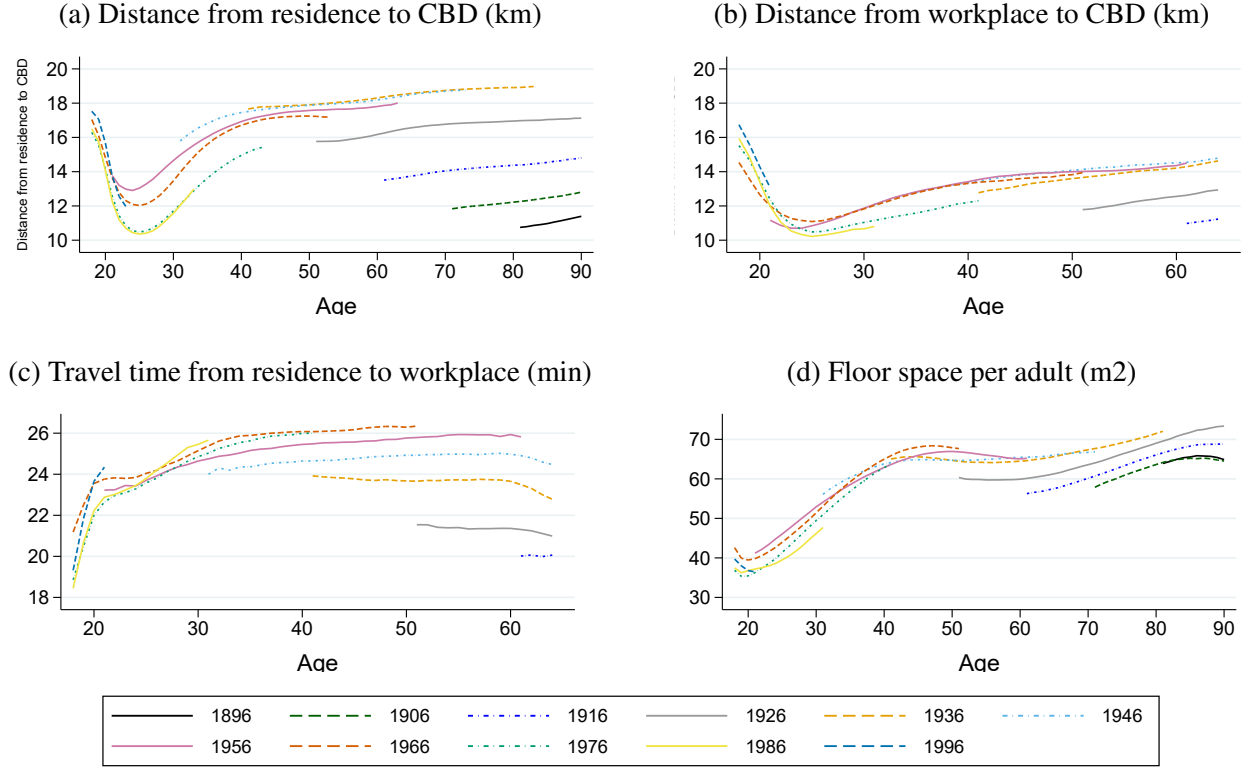 (a) Distance from residence to CBD (km)
Distance from residence to CBD
20
18
16
14
12
10
20 30 40 50 60 70 80 90
Age
(b) Distance from workplace to CBD (km)
20
18
16
14
12
10
20 30 40 50 60
Age
(c) Travel time from residence to workplace (min)
26
24
22
20
18
20 30 40 50 60
Age
(d) Floor space per adult (m2)
70
60
50
40
30
20 30 40 50 60 70 80 90
Age
1896 1906 1916 1926 1936 1946
1956 1966 1976 1986 1996